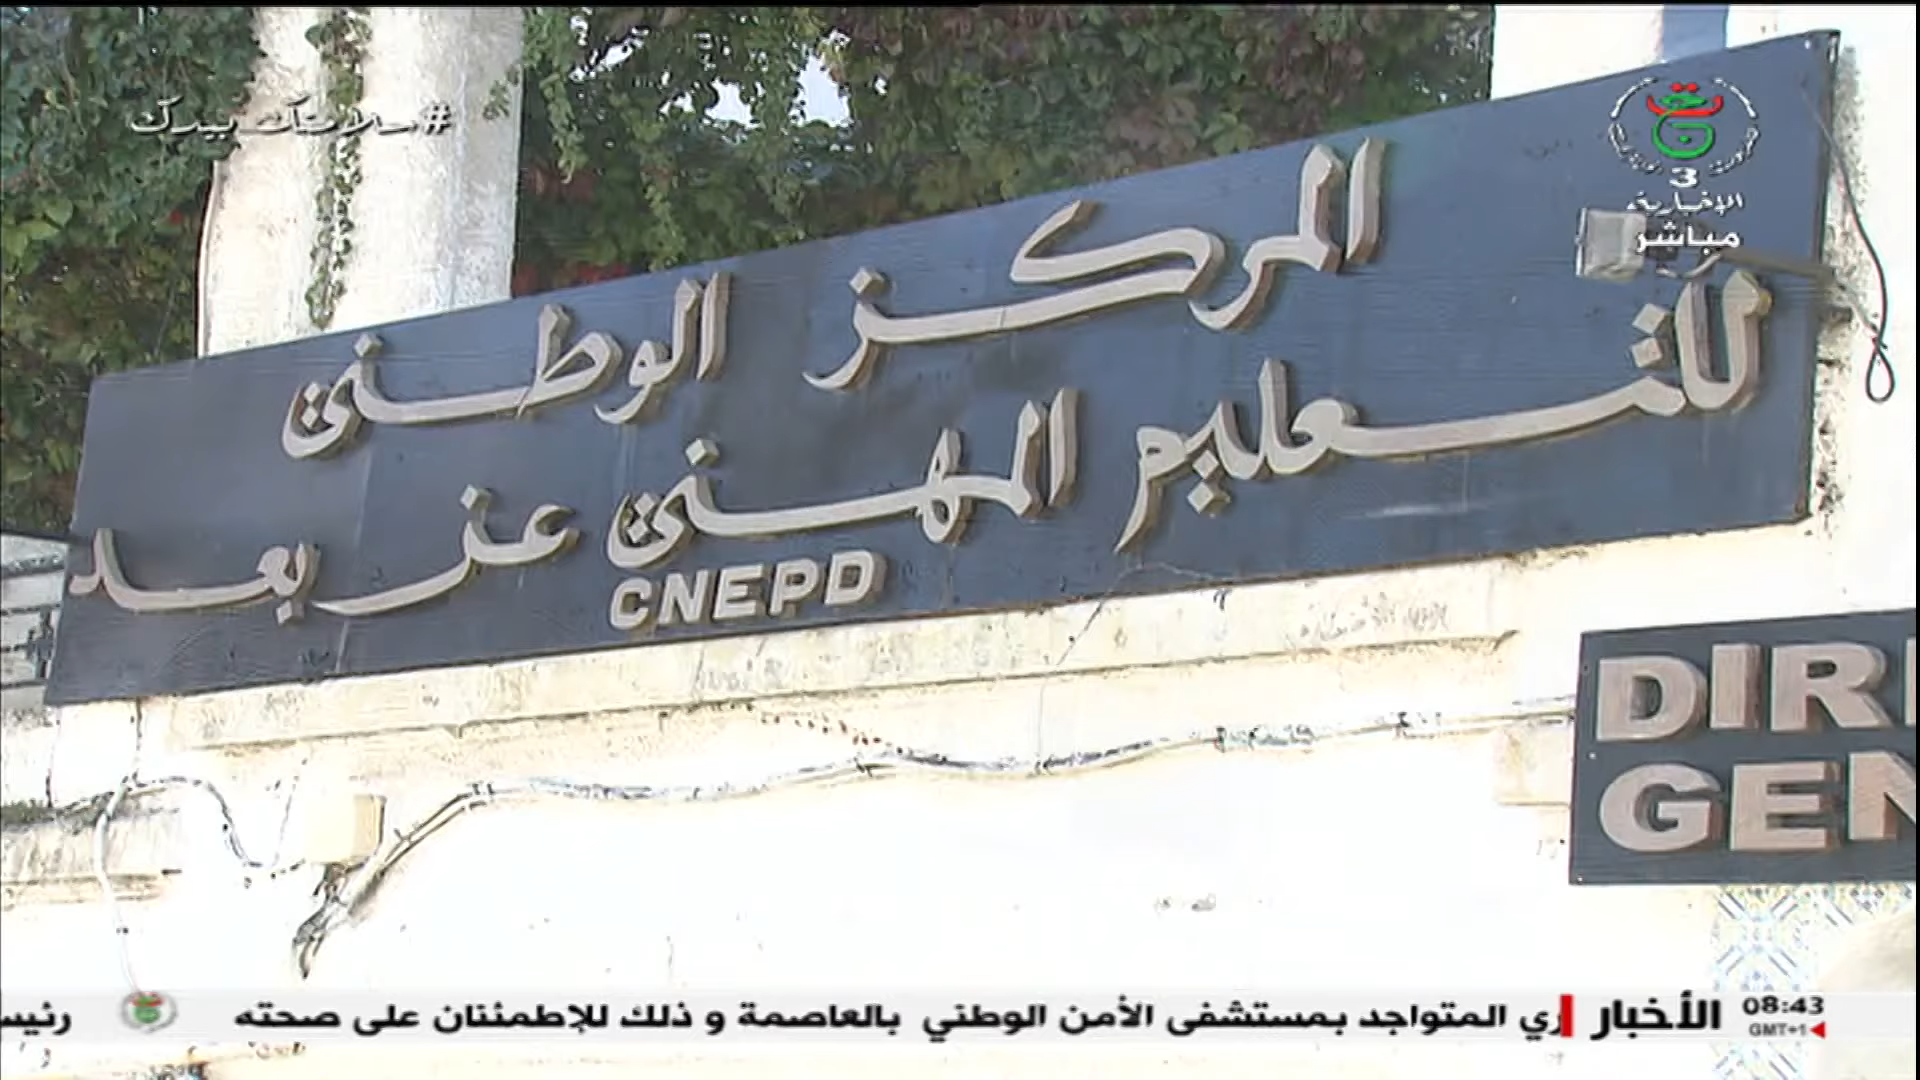 #سلامتك_بيدك
3
الإخبارية
مباشر
المركز الوطني
للتعليم المهني عن بعد
CNEPD
DIR
GEN
08:43
GMT+1
الأخبار
ري المتواجد بمستشفى الأمن الوطني بالعاصمة و ذلك للإطمئنان على صحته
رئيس